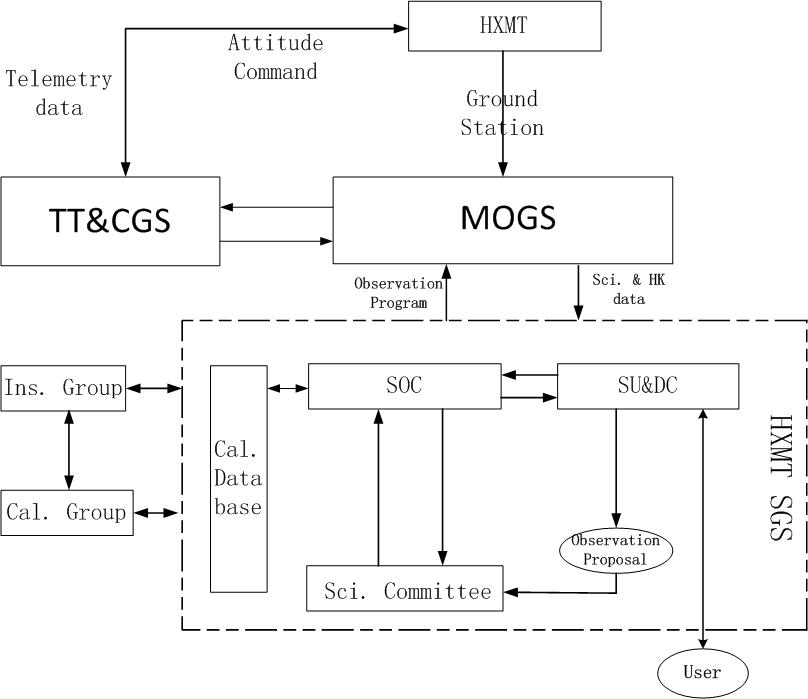 HXMT
Attitude
Command
Telemetry
data
Ground
Station
TT&CGS
MOGS
Observation
Program
Sci. & HK
data
Ins. Group
SOC
SU&DC
Cal.
Data
base
HXMT SGS
Cal. Group
Observation
Proposal
Sci. Committee
User